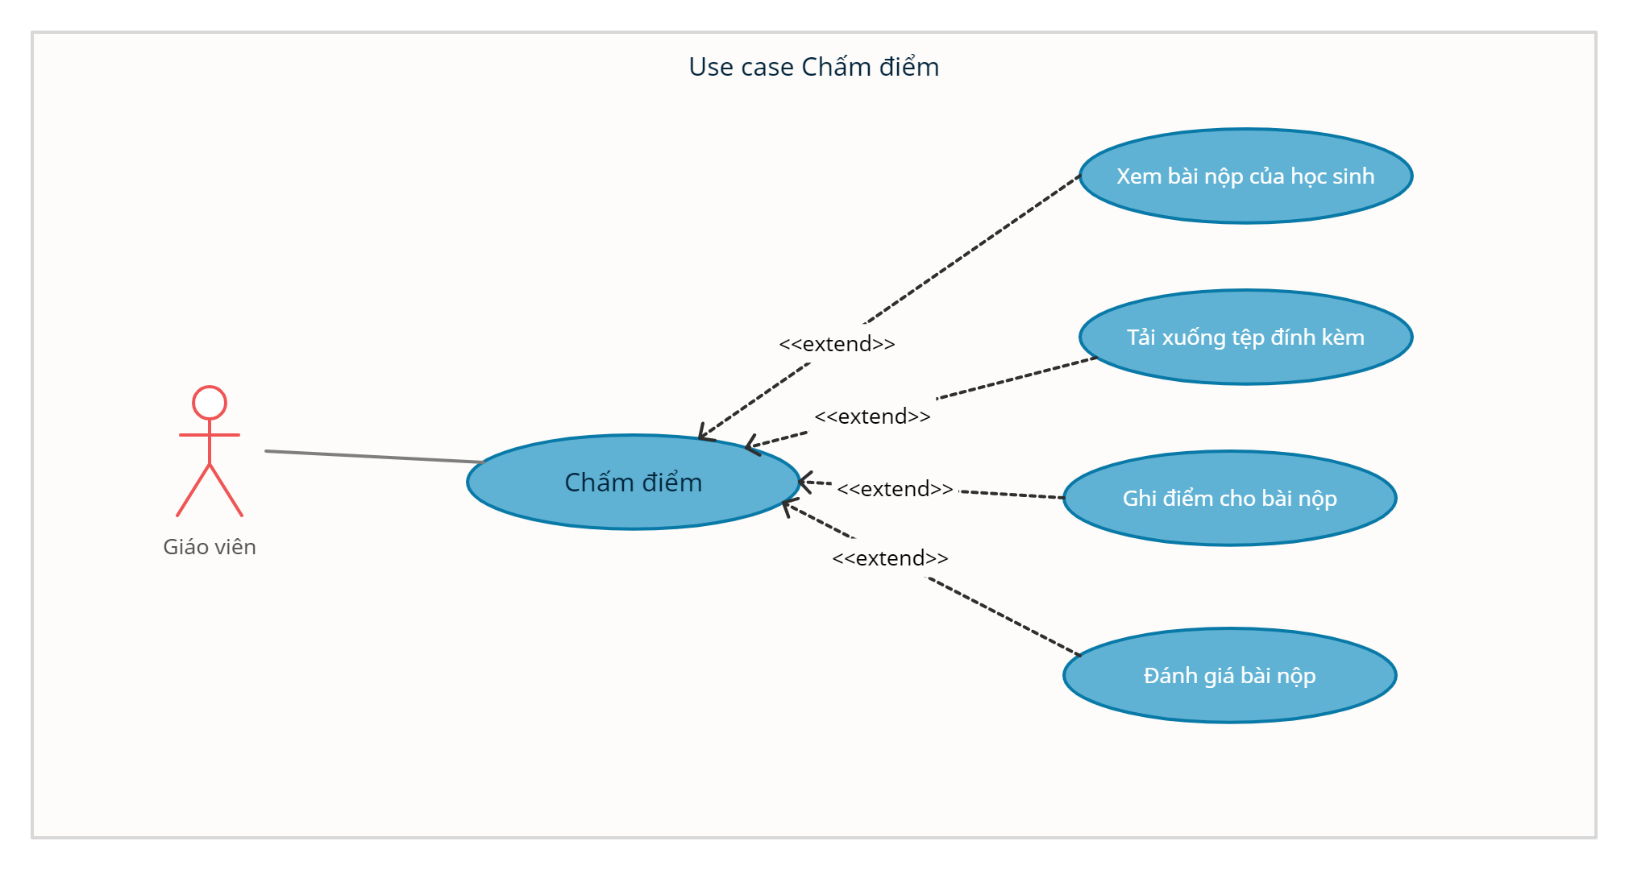 Use case Chấm điểm
Xem bài nộp của học sinh
Tải xuống tệp đính kèm
<<extend>>
<<extend>>
Chấm điểm
<<extend>>
Ghi điểm cho bài nộp
Giáo viên
<<extend>>
Đánh giá bài nộp